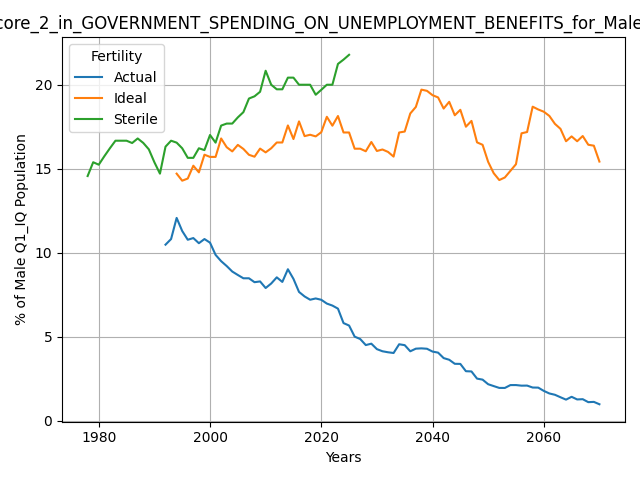 core_2_in_GOVERNMENT_SPENDING_ON_UNEMPLOYMENT_BENEFITS_for_Male
Fertility
Actual
Ideal
Sterile
% of Male Q1_IQ Population
20
15
10
5
0
1980 2000 2020 2040 2060
Years